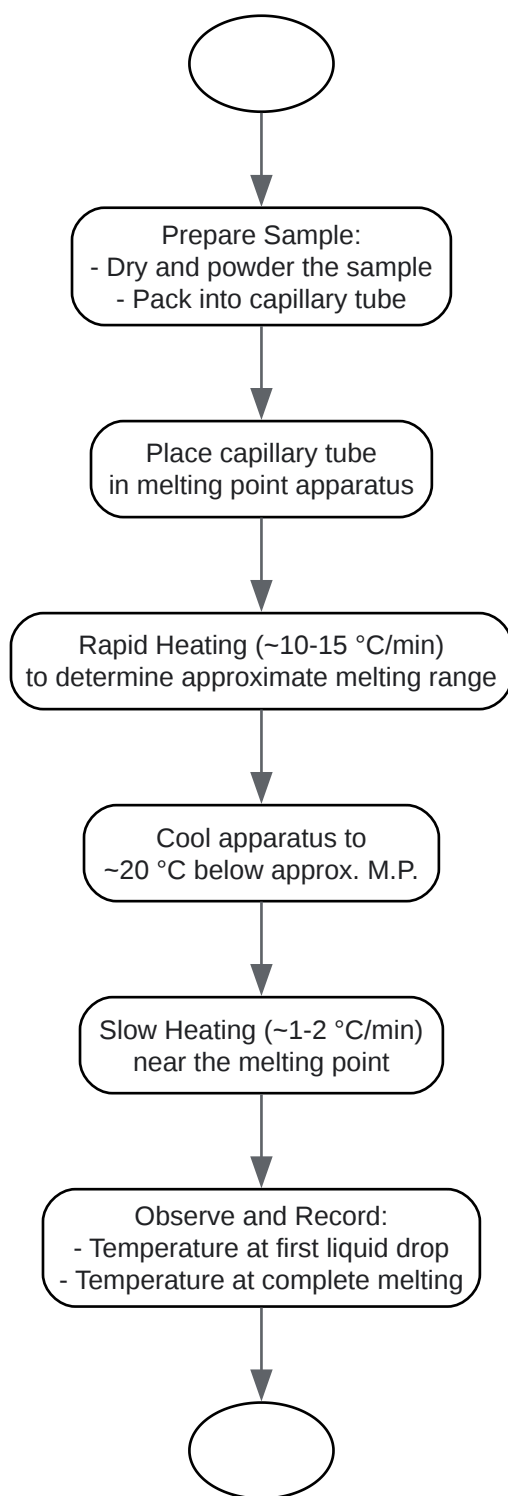 Prepare Sample:
- Dry and powder the sample
- Pack into capillary tube
Place capillary tube
in melting point apparatus
Rapid Heating (~10-15 °C/min)
to determine approximate melting range
Cool apparatus to
~20 °C below approx. M.P.
Slow Heating (~1-2 °C/min)
near the melting point
Observe and Record:
- Temperature at first liquid drop
- Temperature at complete melting